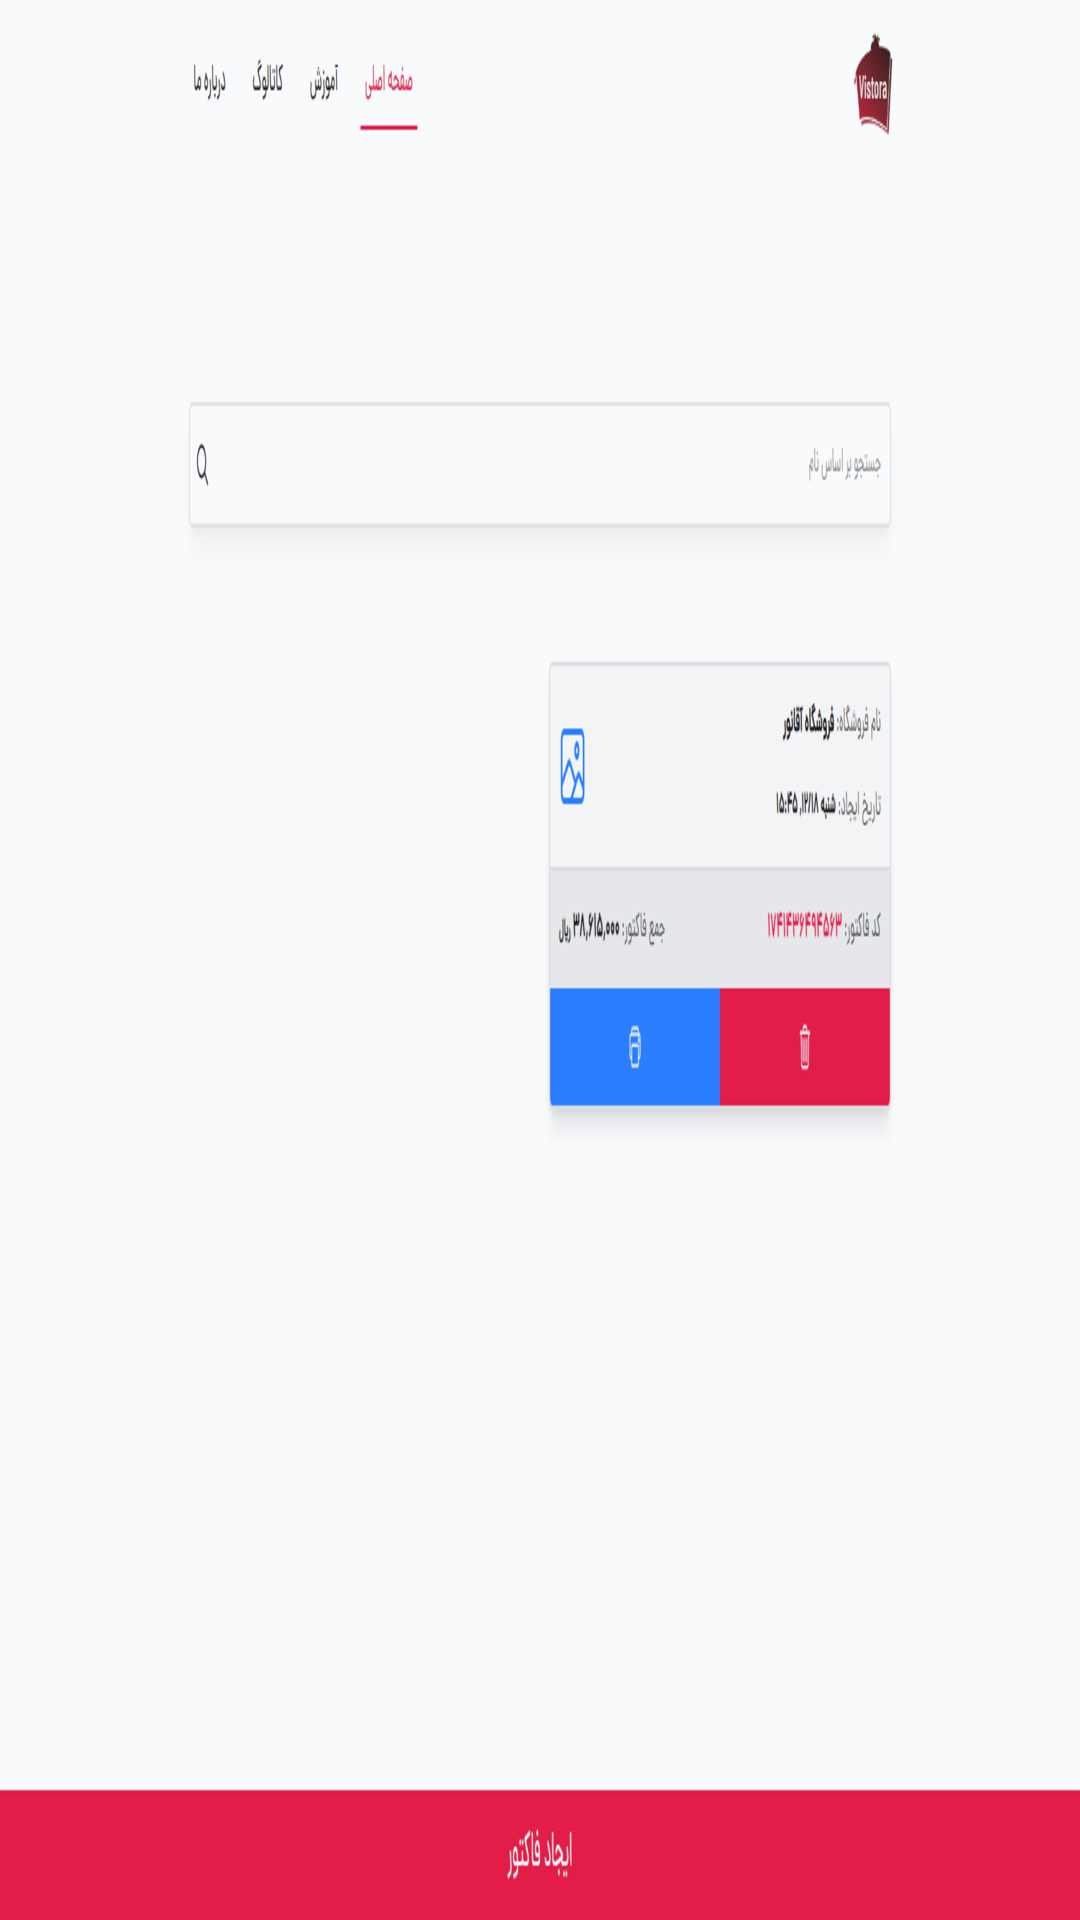 Vistora
صفحه اصلی
آموزش
کاتالوگ
درباره ما
جستجو بر اساس نام
نام فروشگاه: فروشگاه آقانور
تاریخ ایجاد: شنبه ۱۲/۱۸, ۱۵:۴۵
کد فاکتور: ۱۷۴۱۴۳۶۴۹۴۵۶۳
جمع فاکتور: ۳۸,۶۱۵,۰۰۰ ریال
ایجاد فاکتور